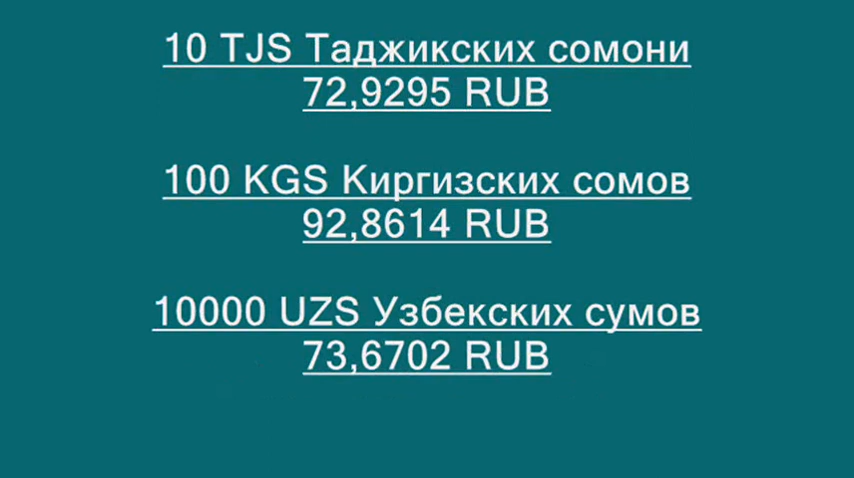 10 TJS Таджикских сомони
72,9295 RUB
100 KGS Киргизских сомов
92,8614 RUB
10000 UZS Узбекских сумов
73,6702 RUB